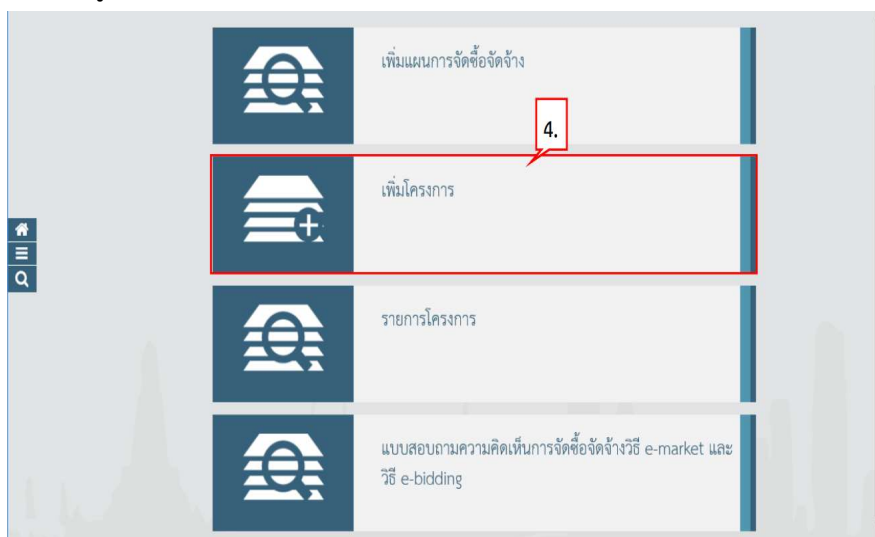 เพิ่มแผนการจัดซื้อจัดจ้าง
4.
เพิ่มโครงการ
รายการโครงการ
แบบสอบถามความคิดเห็นการจัดซื้อจัดจ้างวิธี e-market และ
วิธี e-bidding